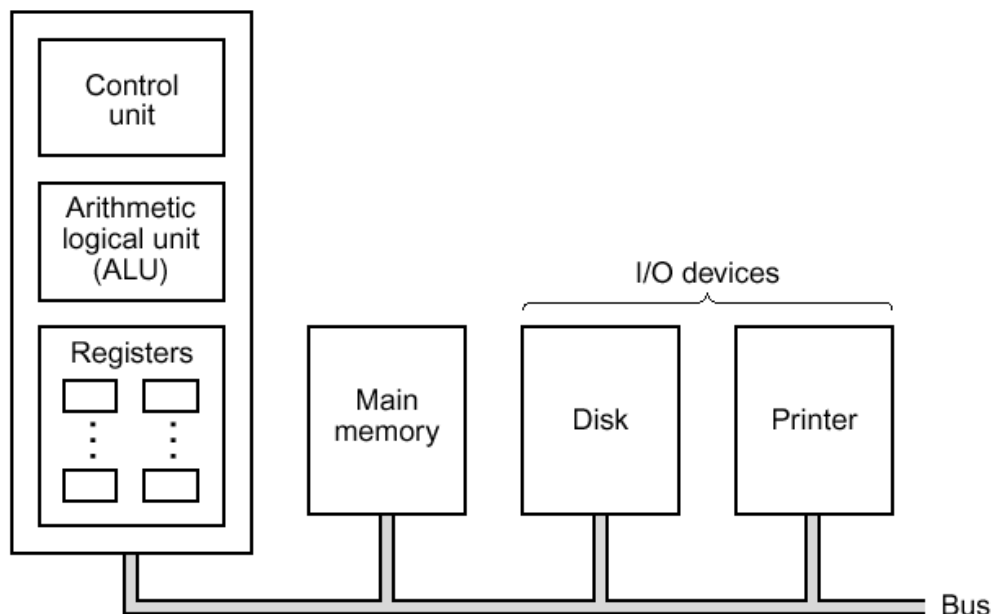 Control
unit
Arithmetic
logical unit
(ALU)
Registers
I/O devices
Main
memory
Disk
Printer
Bus